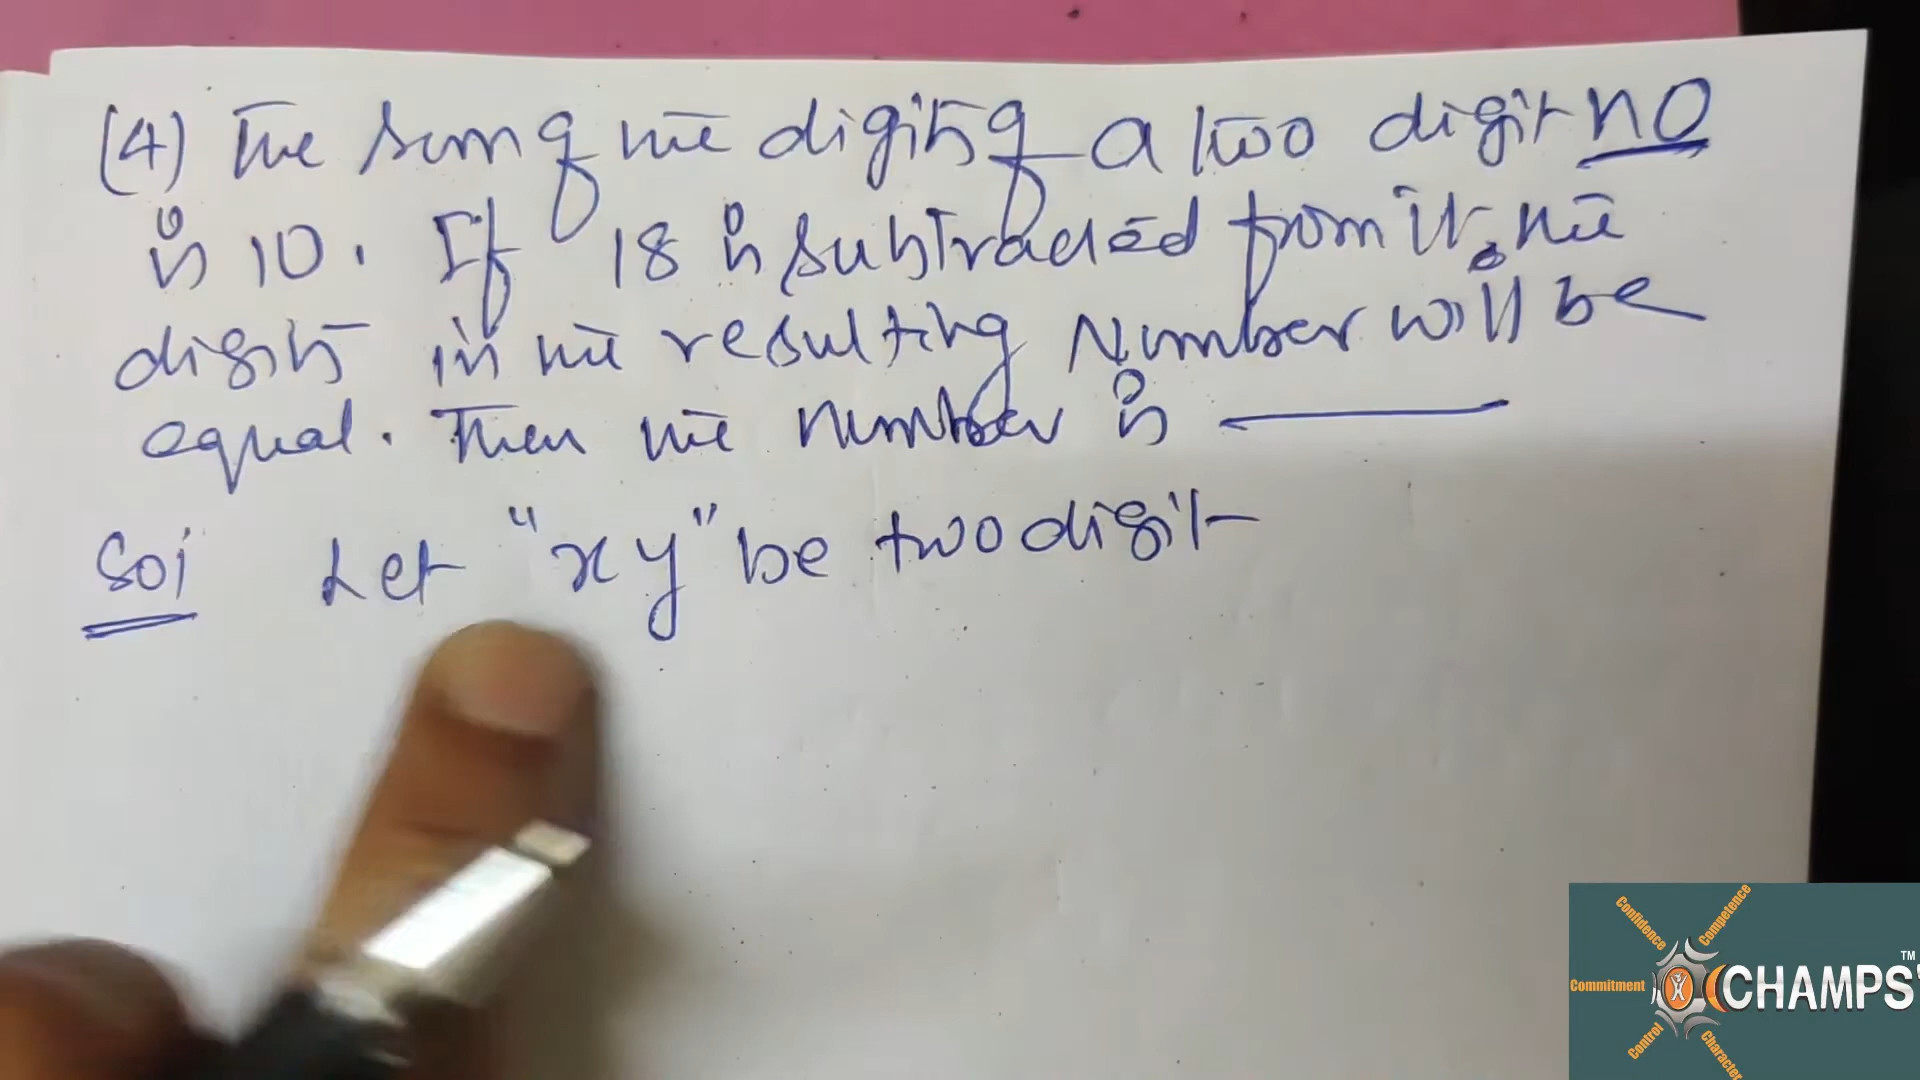 (4) The sum of the digits of a two digit no
is 10. If 18 is subtracted from it, the
digits in the resulting Number will be
equal. Then the number is
Sol Let "xy" be two digit
Confidence
Competence
Commitment
CHAMPS
TM
Control
Character